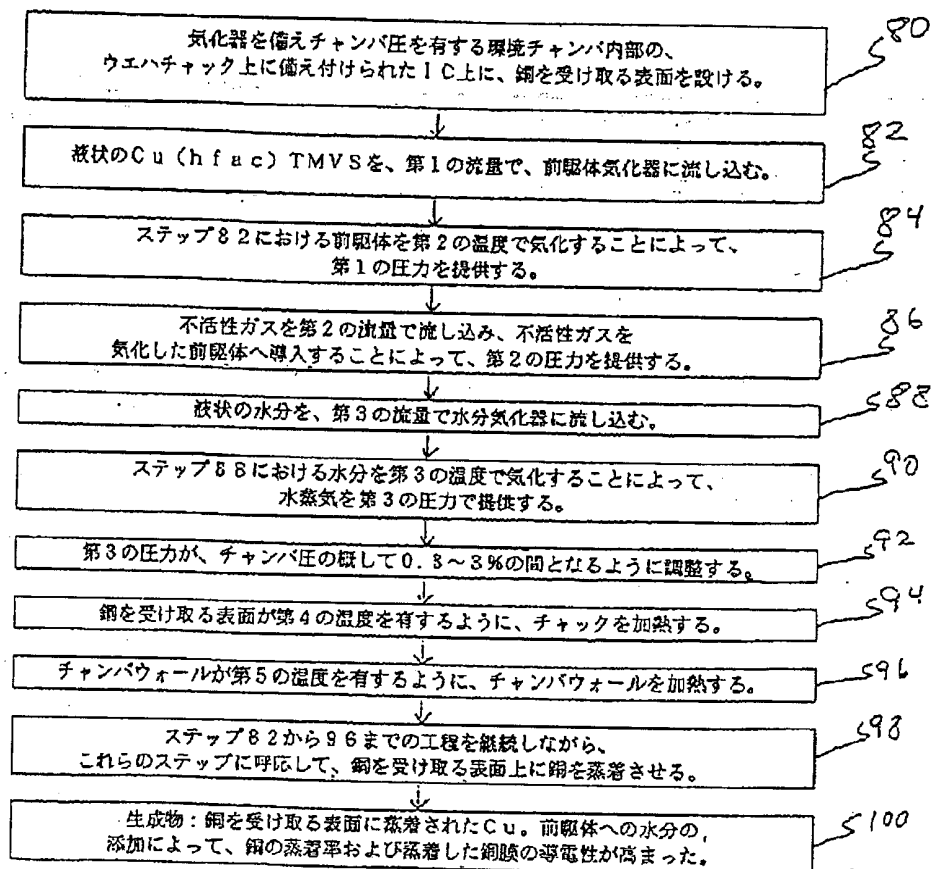 気化器を備えチャンバ圧を有する環境チャンバ内部の、
ウエハチャック上に備え付けられたIC上に、銅を受け取る表面を設ける。
80
液状のCu(hfac)TMVSを、第1の流量で、前駆体気化器に流し込む。
82
ステップ82における前駆体を第2の温度で気化することによって、
第1の圧力を提供する。
84
不活性ガスを第2の流量で流し込み、不活性ガスを
気化した前駆体へ導入することによって、第2の圧力を提供する。
86
液状の水分を、第3の流量で水分気化器に流し込む。
88
ステップ88における水分を第3の温度で気化することによって、
水蒸気を第3の圧力で提供する。
90
第3の圧力が、チャンバ圧の概して0.3~3%の間となるように調整する。
92
銅を受け取る表面が第4の温度を有するように、チャックを加熱する。
94
チャンバウォールが第5の温度を有するように、チャンバウォールを加熱する。
96
ステップ82から96までの工程を継続しながら、
これらのステップに呼応して、銅を受け取る表面上に銅を蒸着させる。
98
生成物:銅を受け取る表面に蒸着されたCu。前駆体への水分の
添加によって、銅の蒸着率および蒸着した銅膜の導電性が高まった。
100